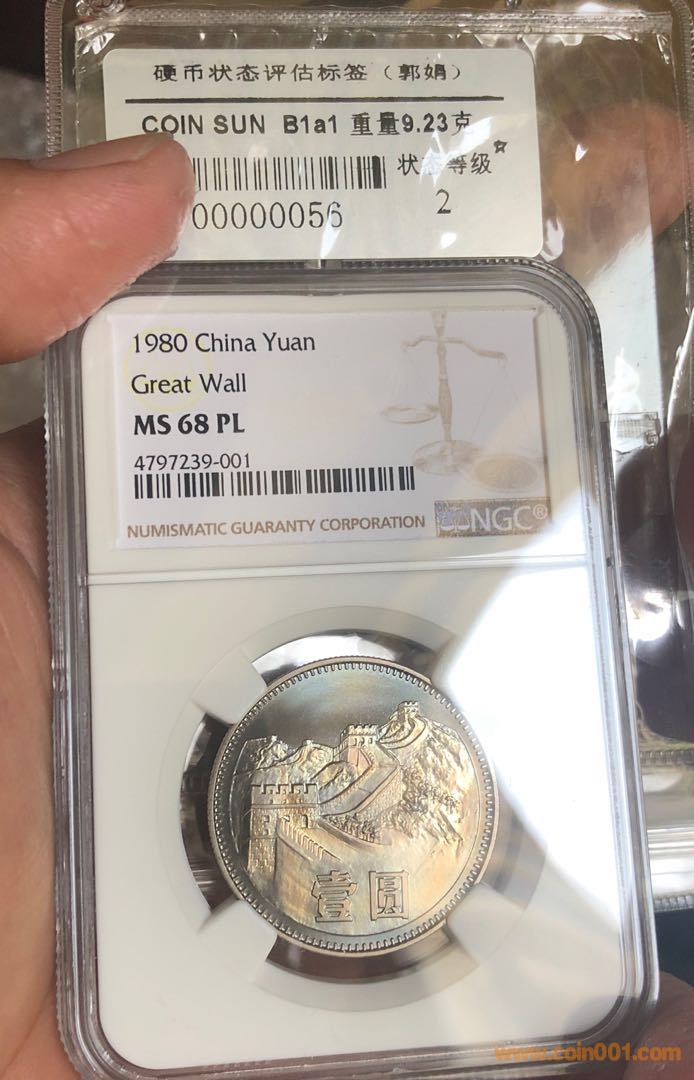 硬币状态评估标签（郭娟）
COIN SUN B1a1 重量9.23克
状态等级
00000056
2
1980 China Yuan
Great Wall
MS 68 PL
4797239-001
NUMISMATIC GUARANTY CORPORATION
NGC®
壹圆
www.coin001.com